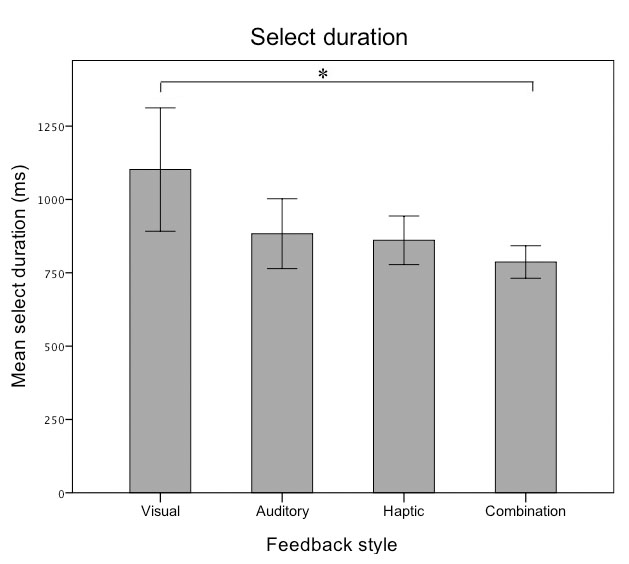 Select duration
*
1250
1000
750
500
250
0
Mean select duration (ms)
Visual Auditory Haptic Combination
Feedback style